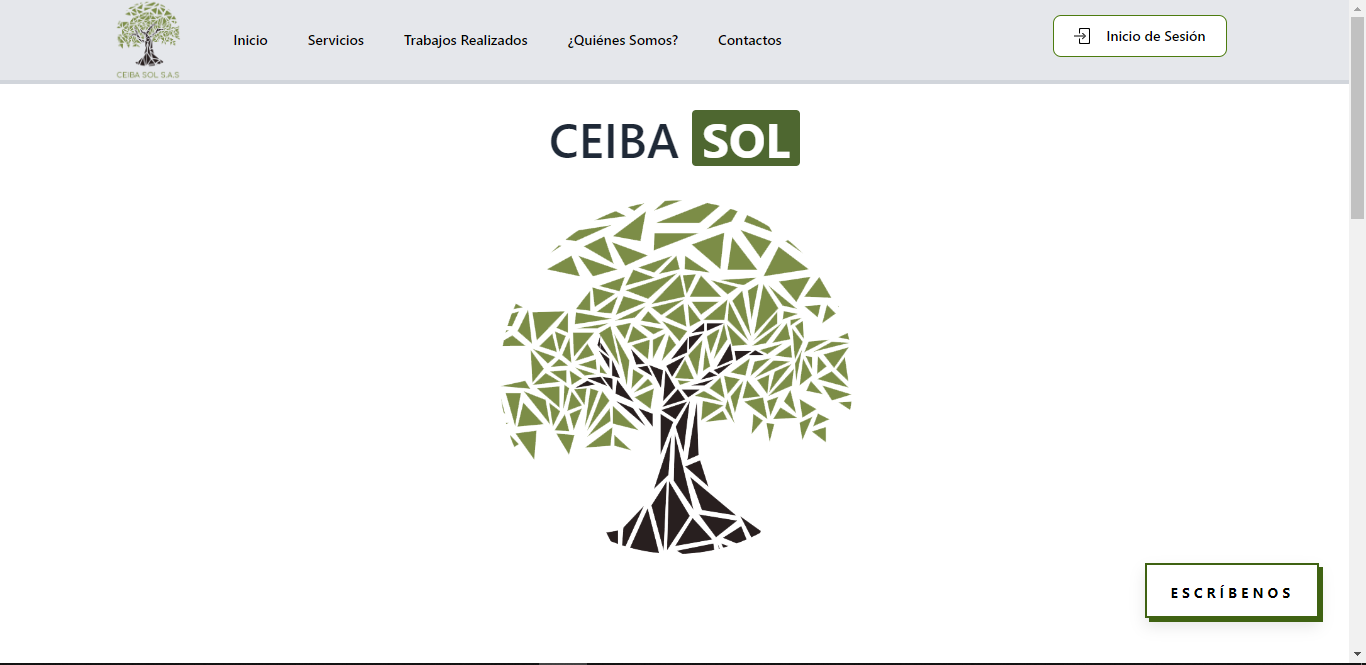 CEIBA SOL S.A.S
Inicio
Servicios
Trabajos Realizados
¿Quiénes Somos?
Contactos
Inicio de Sesión
CEIBA SOL
ESCRÍBENOS